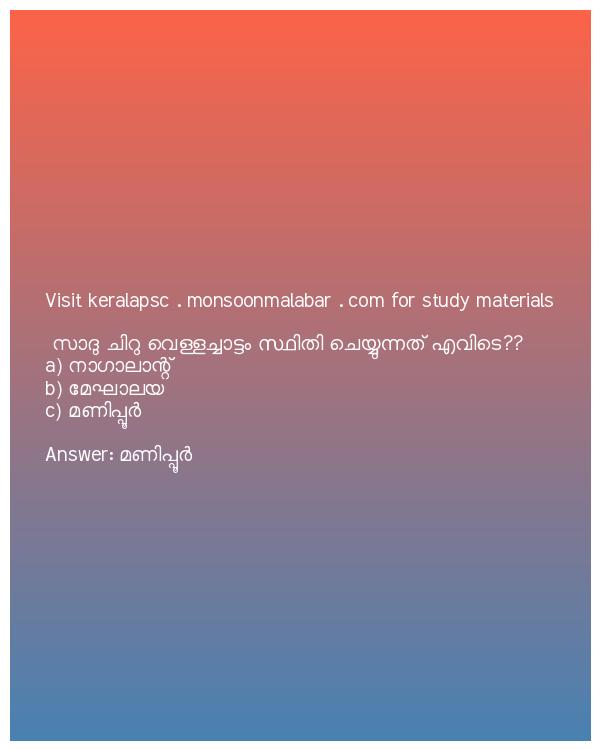 Visit keralapsc . monsoonmalabar . com for study materials
സാദു ചിറു വെള്ളച്ചാട്ടം സ്ഥിതി ചെയ്യുന്നത് എവിടെ??
a) നാഗാലാന്റ്
b) മേഘാലയ
c) മണിപ്പൂർ
Answer: മണിപ്പൂർ